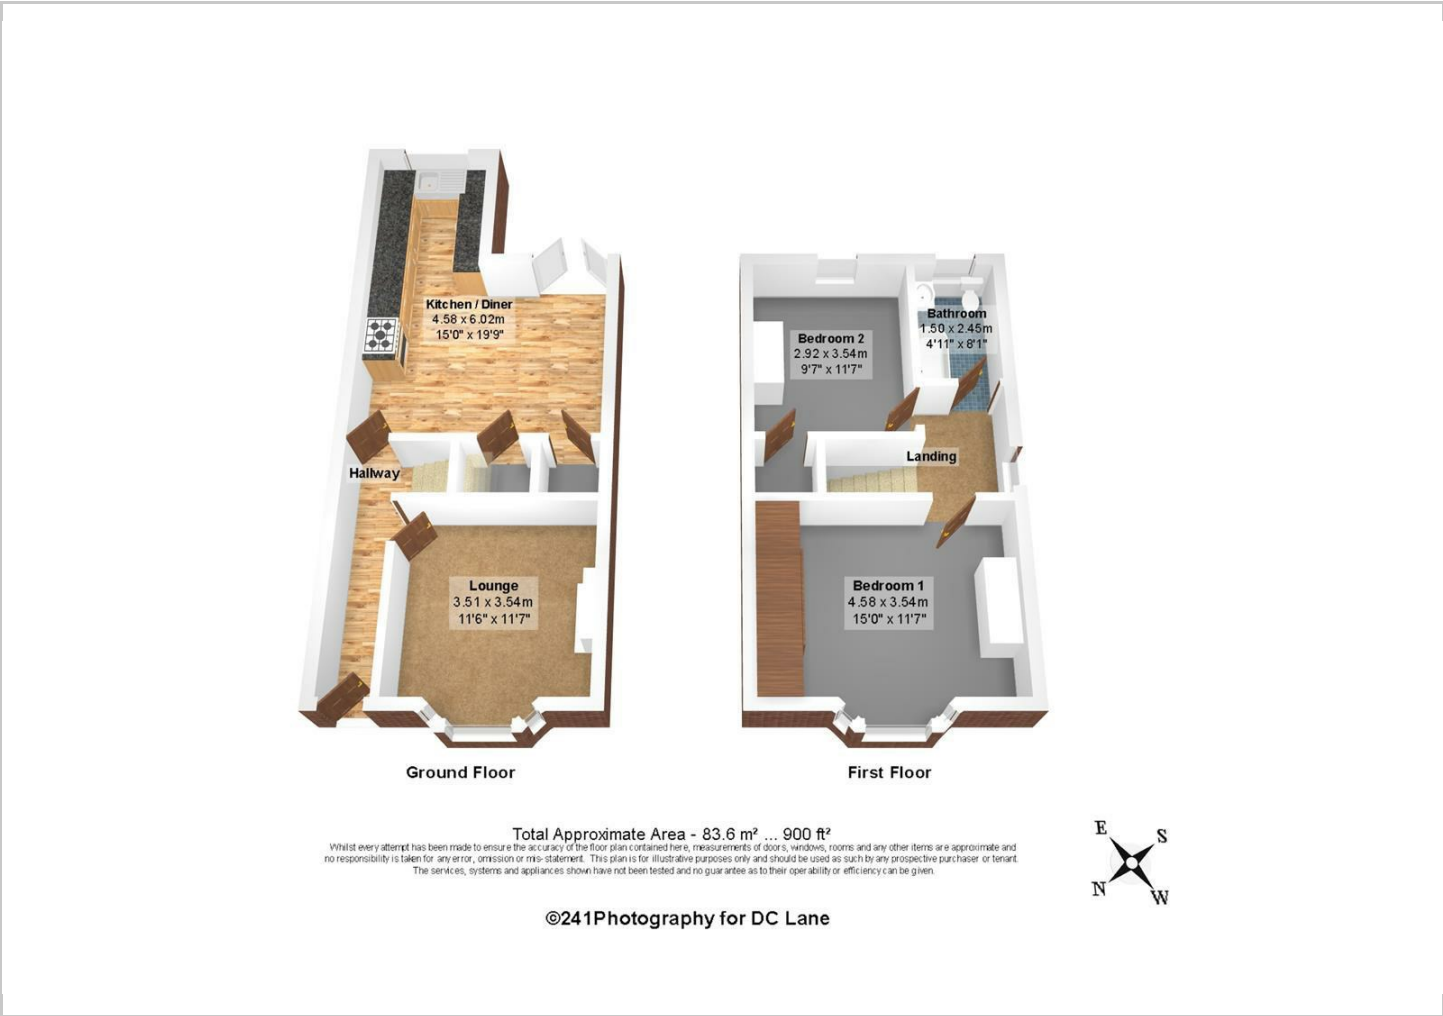 Kitchen / Diner
4.58 x 6.02m
15'0" x 19'9"
Hallway
Lounge
3.51 x 3.54m
11'6" x 11'7"
Ground Floor
Bedroom 2
2.92 x 3.54m
9'7" x 11'7"
Bathroom
1.50 x 2.45m
4'11" x 8'1"
Landing
Bedroom 1
4.58 x 3.54m
15'0" x 11'7"
First Floor
Total Approximate Area - 83.6 m² ... 900 ft²
Whilst every attempt has been made to ensure the accuracy of the floor plan contained here, measurements of doors, windows, rooms and any other items are approximate and
no responsibility is taken for any error, omission or mis-statement. This plan is for illustrative purposes only and should be used as such by any prospective purchaser or tenant.
The services, systems and appliances shown have not been tested and no guarantee as to their operability or efficiency can be given.
©241Photography for DC Lane
E
S
N
W